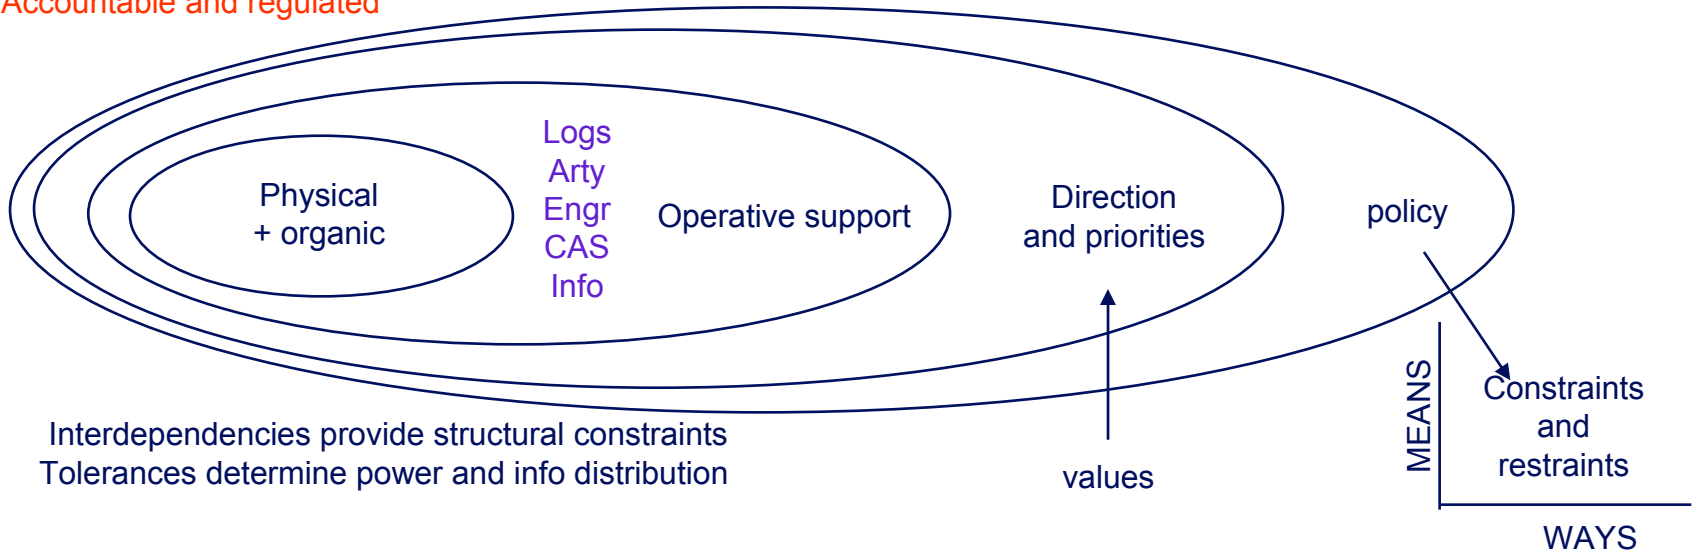 Accountable and regulated
Physical
+ organic
Logs
Arty
Engr
CAS
Info
Operative support
Direction
and priorities
policy
Interdependencies provide structural constraints
Tolerances determine power and info distribution
values
MEANS
Constraints
and
restraints
WAYS